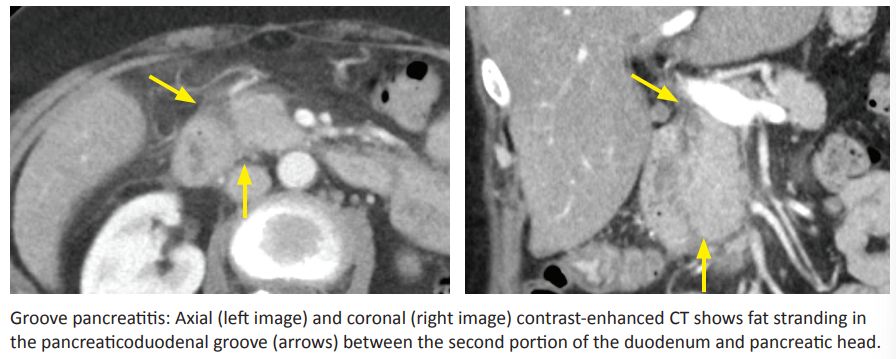 Groove pancreatitis: Axial (left image) and coronal (right image) contrast-enhanced CT shows fat stranding in
the pancreaticoduodenal groove (arrows) between the second portion of the duodenum and pancreatic head.